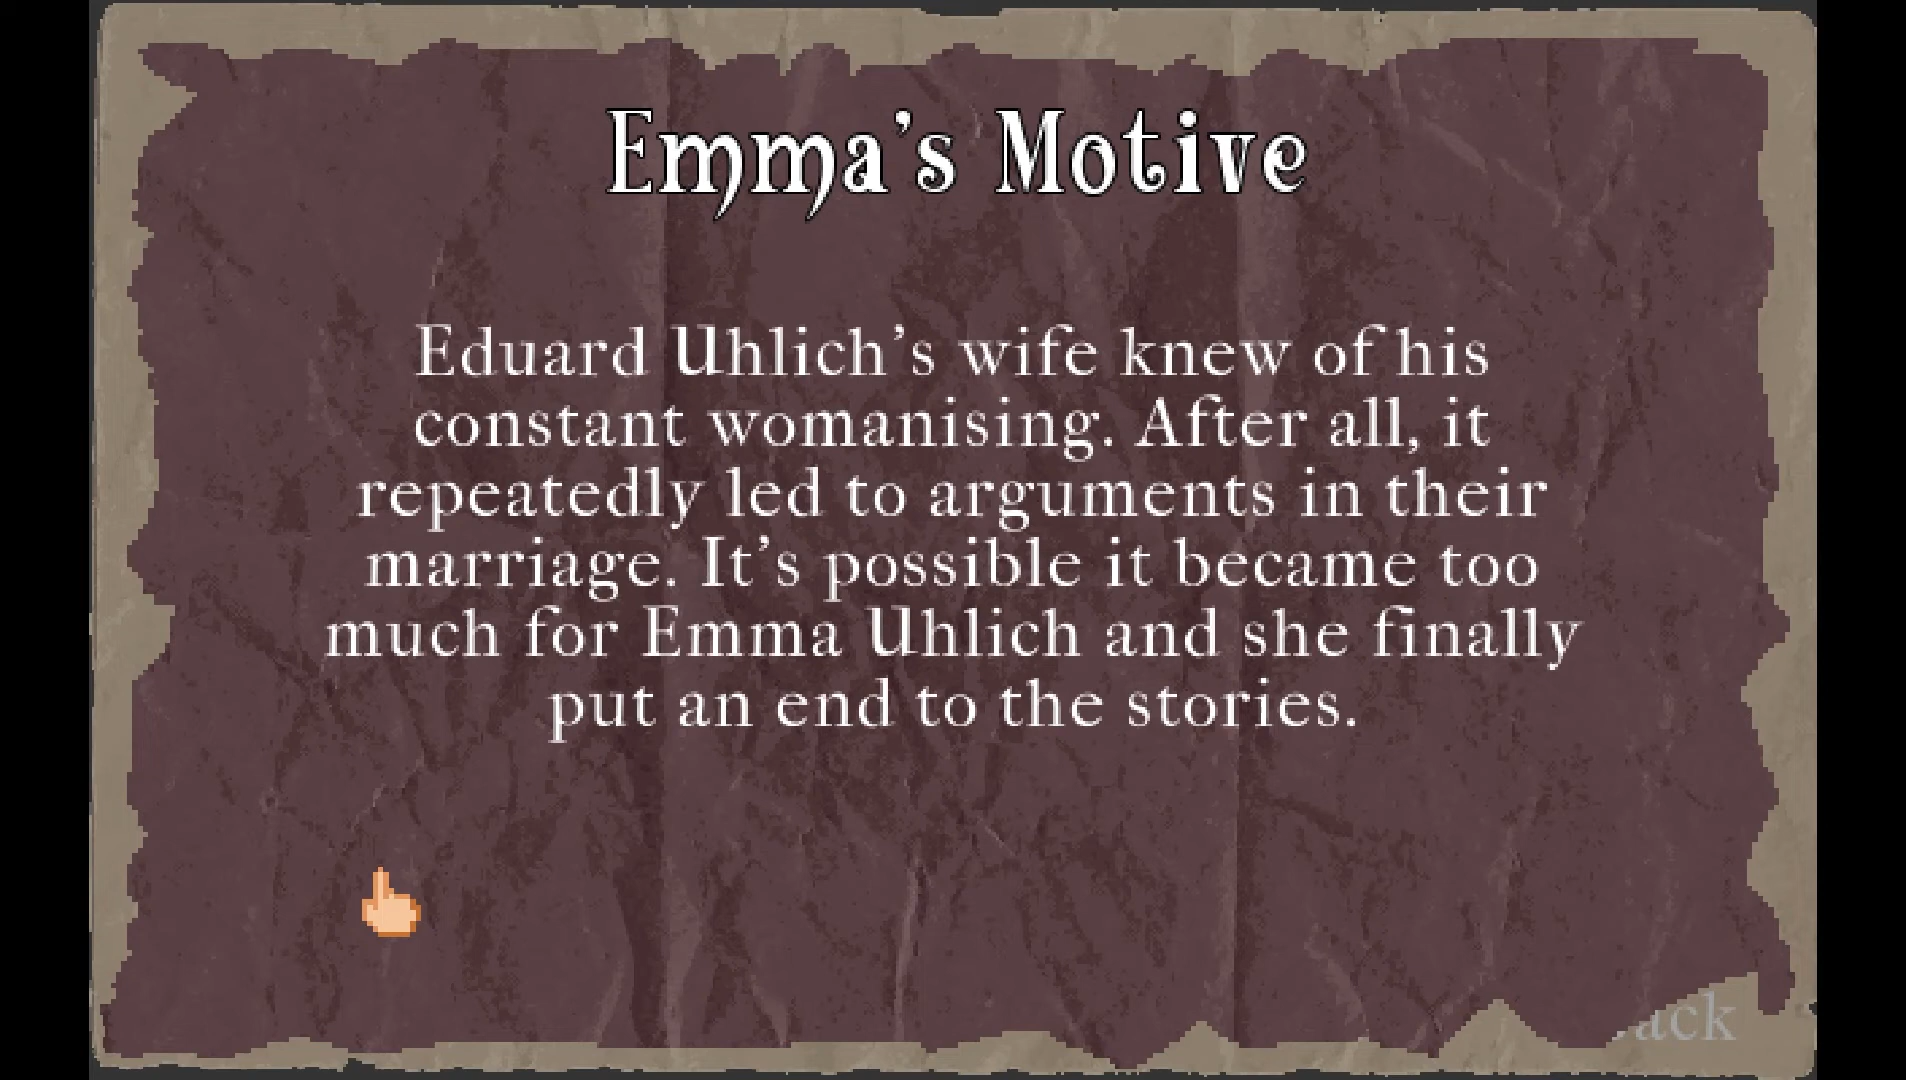 Emma's Motive
Eduard Uhlich's wife knew of his
constant womanising. After all, it
repeatedly led to arguments in their
marriage. It's possible it became too
much for Emma Uhlich and she finally
put an end to the stories.